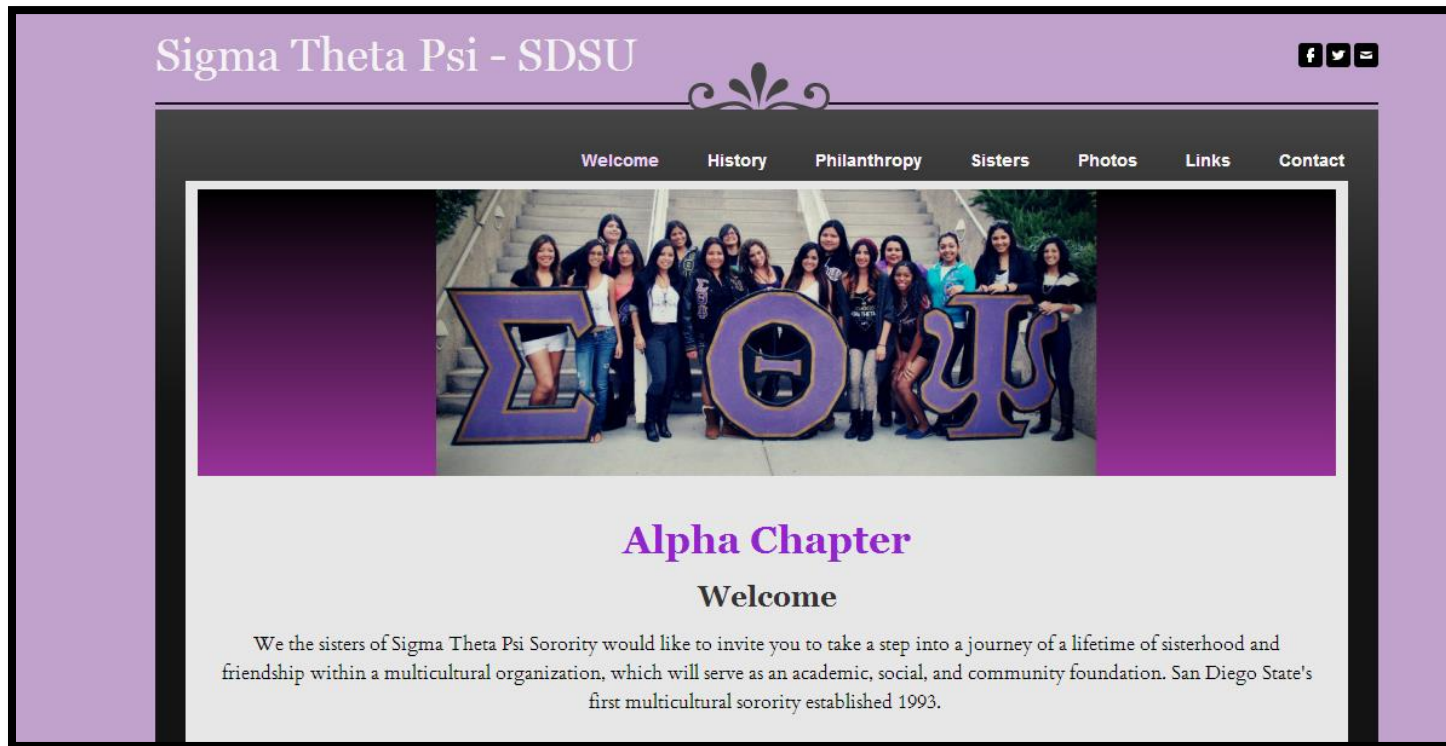 Sigma Theta Psi - SDSU
Welcome History Philanthropy Sisters Photos Links Contact
ΣΘΨ
Alpha Chapter
Welcome
We the sisters of Sigma Theta Psi Sorority would like to invite you to take a step into a journey of a lifetime of sisterhood and
friendship within a multicultural organization, which will serve as an academic, social, and community foundation. San Diego State's
first multicultural sorority established 1993.